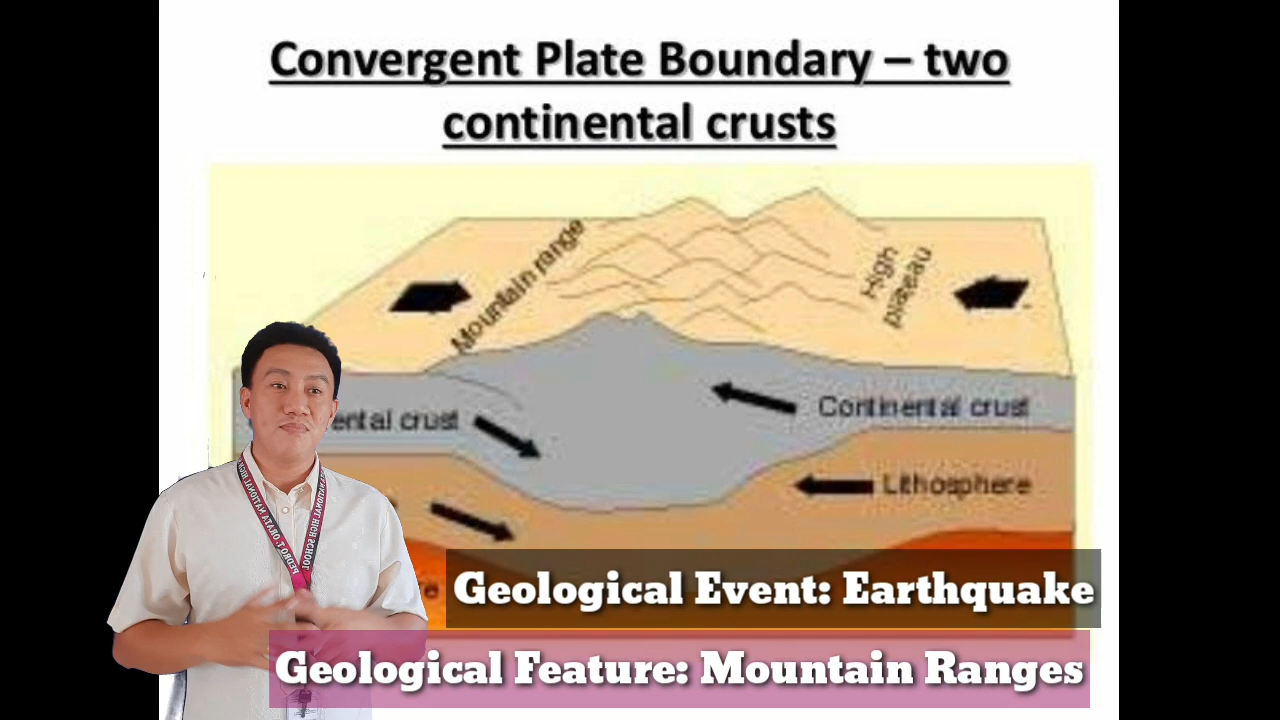 Convergent Plate Boundary – two
continental crusts
Mountain range
High
plateau
ental crust
Continental crust
Lithosphere
Geological Event: Earthquake
Geological Feature: Mountain Ranges